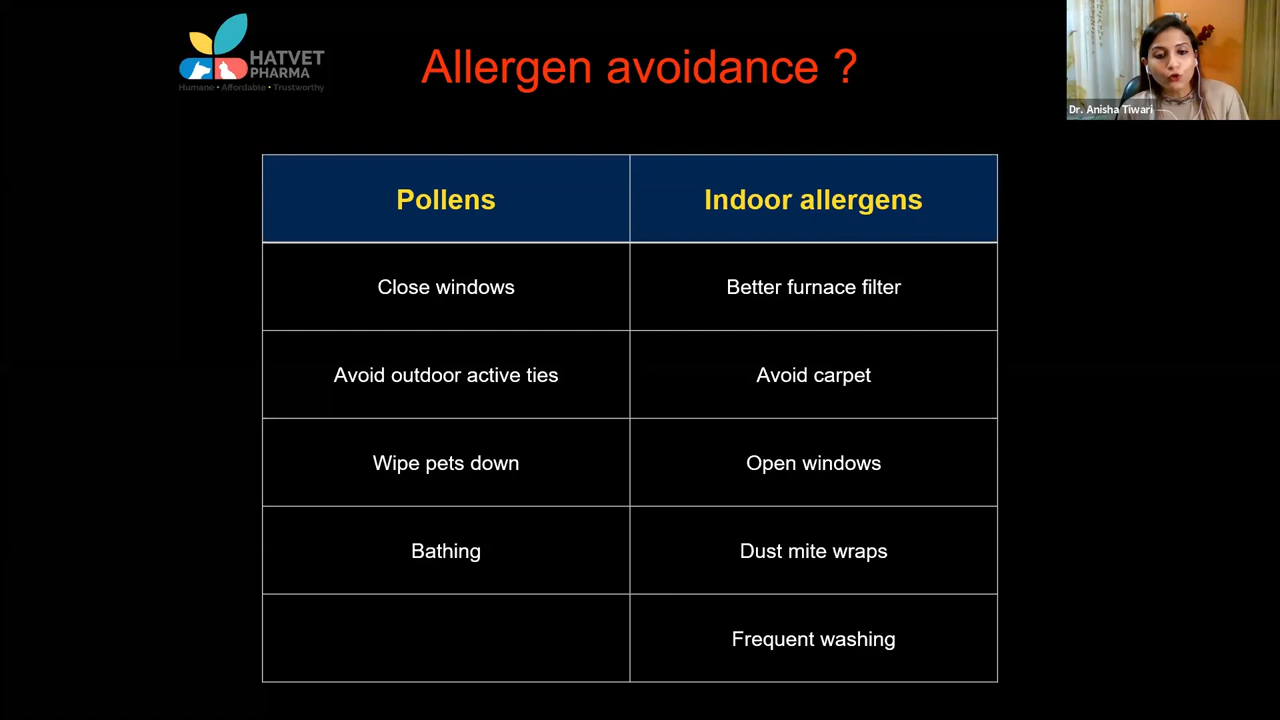 HATVET
PHARMA
Humane • Affordable • Trustworthy
Allergen avoidance ?
Dr. Anisha Tiwari
Pollens
Indoor allergens
Close windows
Better furnace filter
Avoid outdoor active ties
Avoid carpet
Wipe pets down
Open windows
Bathing
Dust mite wraps
Frequent washing